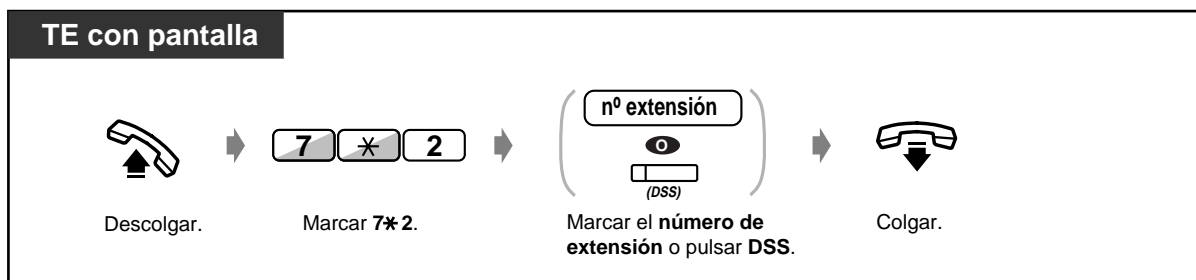 TE con pantalla
nº extensión
7 * 2
O
(DSS)
Descolgar.
Marcar 7* 2.
Marcar el número de
extensión o pulsar DSS.
Colgar.